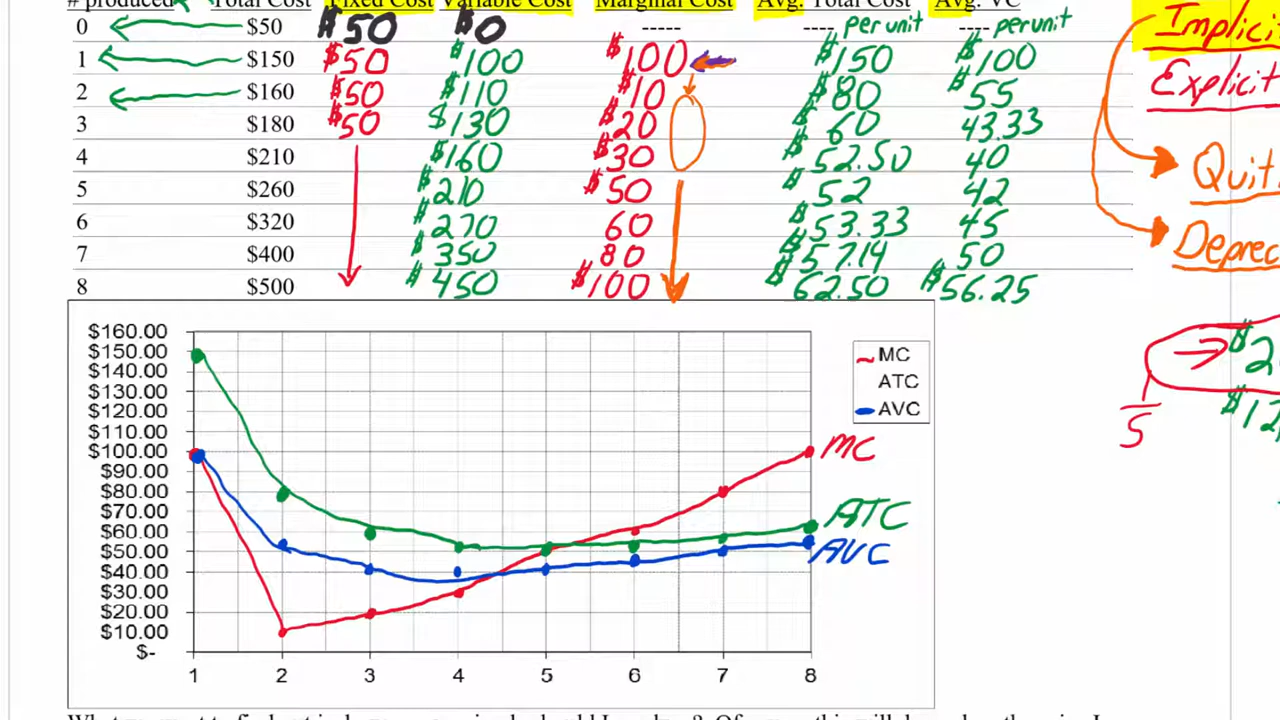 # produced Total Cost Fixed Cost Variable Cost Marginal Cost Avg. Total Cost Avg. VC
0 $50 $50 $0 ----- ---- per unit ---- per unit
1 $150 $50 $100 $100 $150 $100
2 $160 $50 $110 $10 $80 $55
3 $180 $50 $130 $20 $60 43.33
4 $210 $160 $30 $52.50 40
5 $260 $210 $50 $52 42
6 $320 $270 60 $53.33 45
7 $400 $350 80 $57.14 50
8 $500 $450 $100 62.50 $56.25
Implici
Explicit
Quit
Deprec
$160.00
$150.00
$140.00
$130.00
$120.00
$110.00
$100.00
$90.00
$80.00
$70.00
$60.00
$50.00
$40.00
$30.00
$20.00
$10.00
$-
1 2 3 4 5 6 7 8
MC
ATC
AVC
MC
ATC
AVC
$2
$12
5